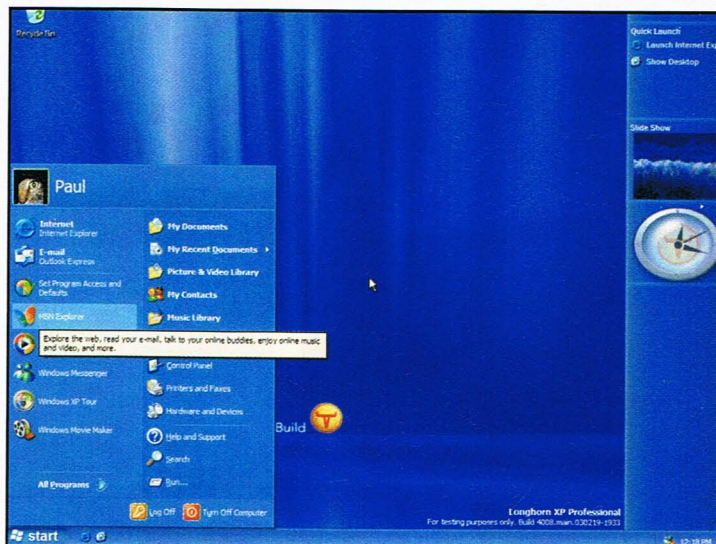 Recycle Bin
Quick Launch
Launch Internet Exp
Show Desktop
Slide Show
Paul
Internet
Internet Explorer
E-mail
Outlook Express
Set Program Access and
Defaults
MSN Explorer
Windows Messenger
Windows XP Tour
Windows Movie Maker
All Programs
My Documents
My Recent Documents
Picture & Video Library
My Contacts
Music Library
Explore the web, read your e-mail, talk to your online buddies, enjoy online music
and video, and more.
Control Panel
Printers and Faxes
Hardware and Devices
Help and Support
Search
Run...
Log Off
Turn Off Computer
Build
Longhorn XP Professional
For testing purposes only. Build 4008.main.030219-1933
start
12:18 PM